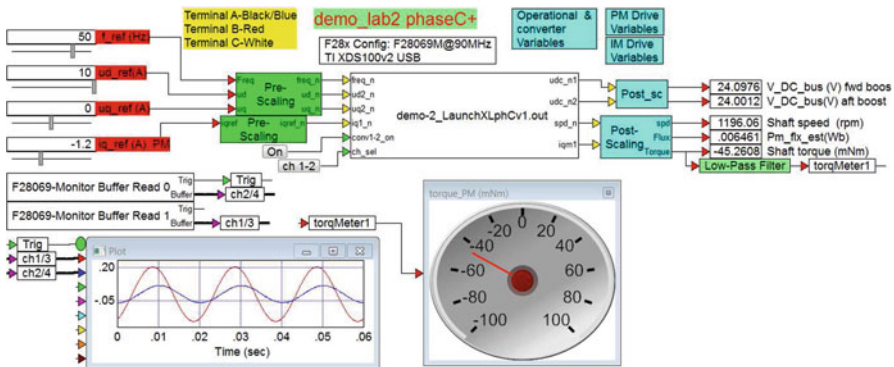 Terminal A-Black/Blue
Terminal B-Red
Terminal C-White
demo_lab2 phaseC+
F28x Config: F28069M@90MHz
TI XDS100v2 USB
Operational &
converter
Variables
PM Drive
Variables
IM Drive
Variables
50 f_ref (Hz)
10 ud_ref(A)
0 uq_ref (A)
-1.2 iq_ref (A) PM
Freq
ud
uq
Pre-
Scaling
freq_n
ud2_n
uq2_n
iqref
Pre-
Scaling
iqref_n
On
ch 1-2
freq_n
ud2_n
uq2_n
iq1_n
conv1-2_on
ch_sel
demo-2_LaunchXLphCv1.out
udc_n1
udc_n2
spd_n
iqm1
Post_sc
Post-
Scaling
spd
Flux
Torque
24.0976 V_DC_bus (V) fwd boost
24.0012 V_DC_bus(V) aft boost
1196.06 Shaft speed (rpm)
.006461 Pm_flx_est(Wb)
-45.2608 Shaft torque (mNm)
Low-Pass Filter
torqMeter1
F28069-Monitor Buffer Read 0
Trig
Buffer
Trig
ch2/4
F28069-Monitor Buffer Read 1
Trig
Buffer
ch1/3
torqMeter1
Trig
ch1/3
ch2/4
Plot
.20
-.05
0 .01 .02 .03 .04 .05 .06
Time (sec)
torque_PM (mNm)
-100 -80 -60 -40 -20 0 20 40 60 80 100